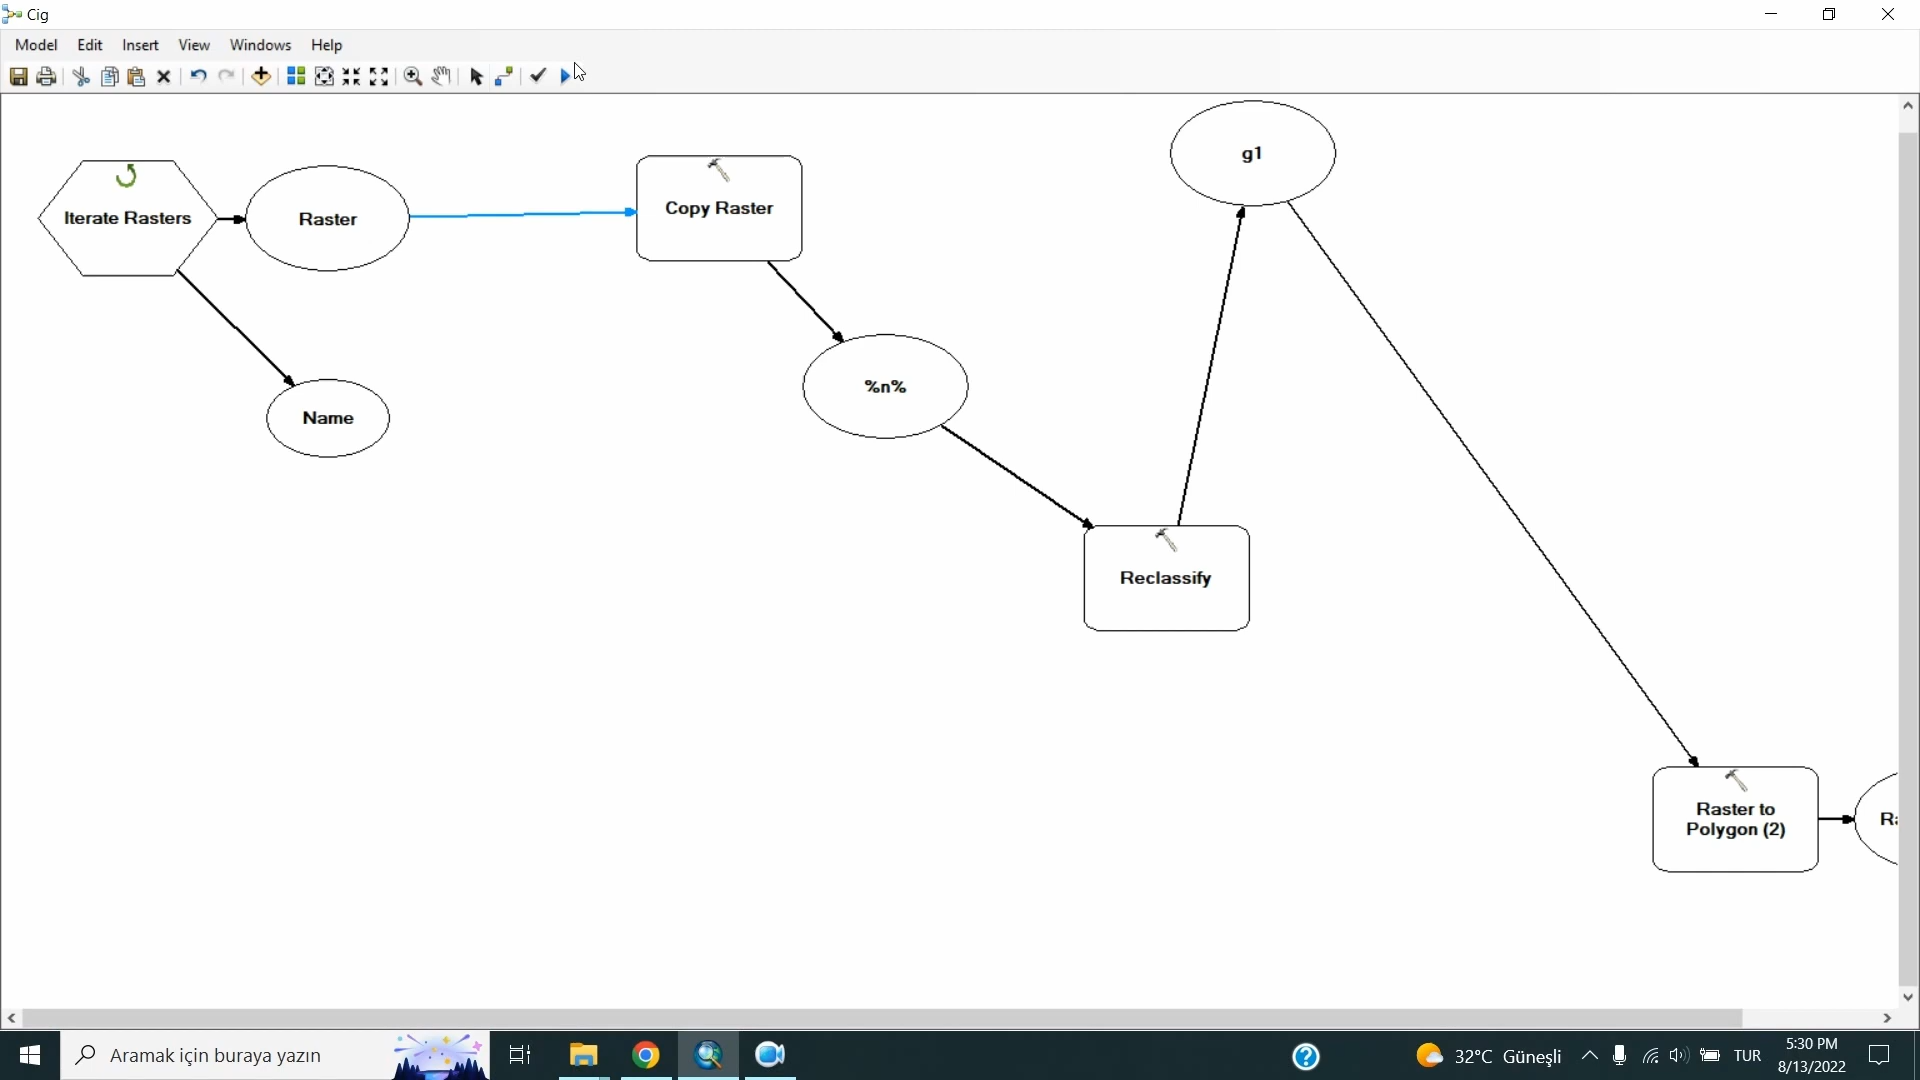 Cig
Model Edit Insert View Windows Help
g1
Iterate Rasters
Raster
Copy Raster
%n%
Name
Reclassify
Raster to
Polygon (2)
Aramak için buraya yazın
32°C Güneşli
TUR
5:30 PM
8/13/2022